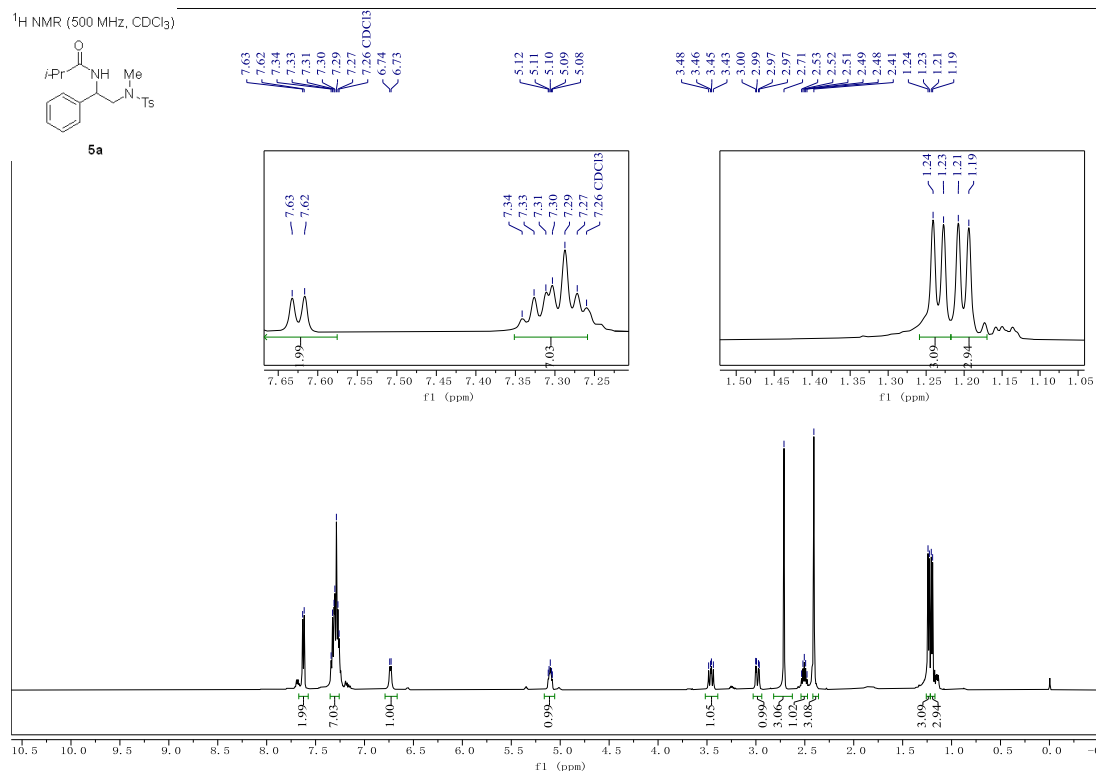 ¹H NMR (500 MHz, CDCl₃)
O
i-Pr NH Me
N Ts
5a
7.63 7.62 7.34 7.33 7.31 7.30 7.29 7.27 7.26 CDCl3 6.74 6.73 5.12 5.11 5.10 5.09 5.08 3.48 3.46 3.45 3.43 3.00 2.99 2.97 2.97 2.71 2.53 2.52 2.51 2.49 2.48 2.41 1.24 1.23 1.21 1.19
7.63 7.62 7.34 7.33 7.31 7.30 7.29 7.27 7.26 CDCl3
1.99 7.03
7.65 7.60 7.55 7.50 7.45 7.40 7.35 7.30 7.25
f1 (ppm)
1.24 1.23 1.21 1.19
3.09 2.94
1.50 1.45 1.40 1.35 1.30 1.25 1.20 1.15 1.10 1.05
f1 (ppm)
1.99 7.03 1.00 0.99 1.05 0.99 3.06 1.02 3.08 3.09 2.94
10.5 10.0 9.5 9.0 8.5 8.0 7.5 7.0 6.5 6.0 5.5 5.0 4.5 4.0 3.5 3.0 2.5 2.0 1.5 1.0 0.5 0.0
f1 (ppm)